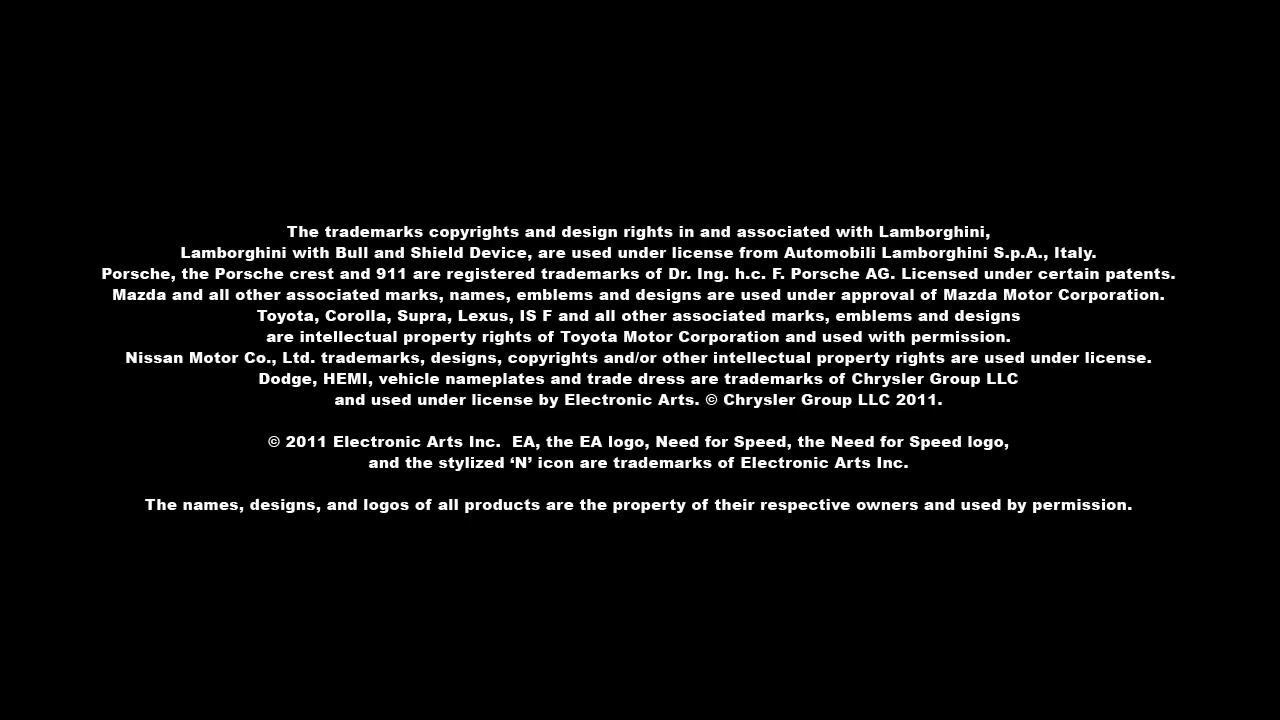 The trademarks copyrights and design rights in and associated with Lamborghini,
Lamborghini with Bull and Shield Device, are used under license from Automobili Lamborghini S.p.A., Italy.
Porsche, the Porsche crest and 911 are registered trademarks of Dr. Ing. h.c. F. Porsche AG. Licensed under certain patents.
Mazda and all other associated marks, names, emblems and designs are used under approval of Mazda Motor Corporation.
Toyota, Corolla, Supra, Lexus, IS F and all other associated marks, emblems and designs
are intellectual property rights of Toyota Motor Corporation and used with permission.
Nissan Motor Co., Ltd. trademarks, designs, copyrights and/or other intellectual property rights are used under license.
Dodge, HEMI, vehicle nameplates and trade dress are trademarks of Chrysler Group LLC
and used under license by Electronic Arts. © Chrysler Group LLC 2011.
© 2011 Electronic Arts Inc.  EA, the EA logo, Need for Speed, the Need for Speed logo,
and the stylized ‘N’ icon are trademarks of Electronic Arts Inc.
The names, designs, and logos of all products are the property of their respective owners and used by permission.